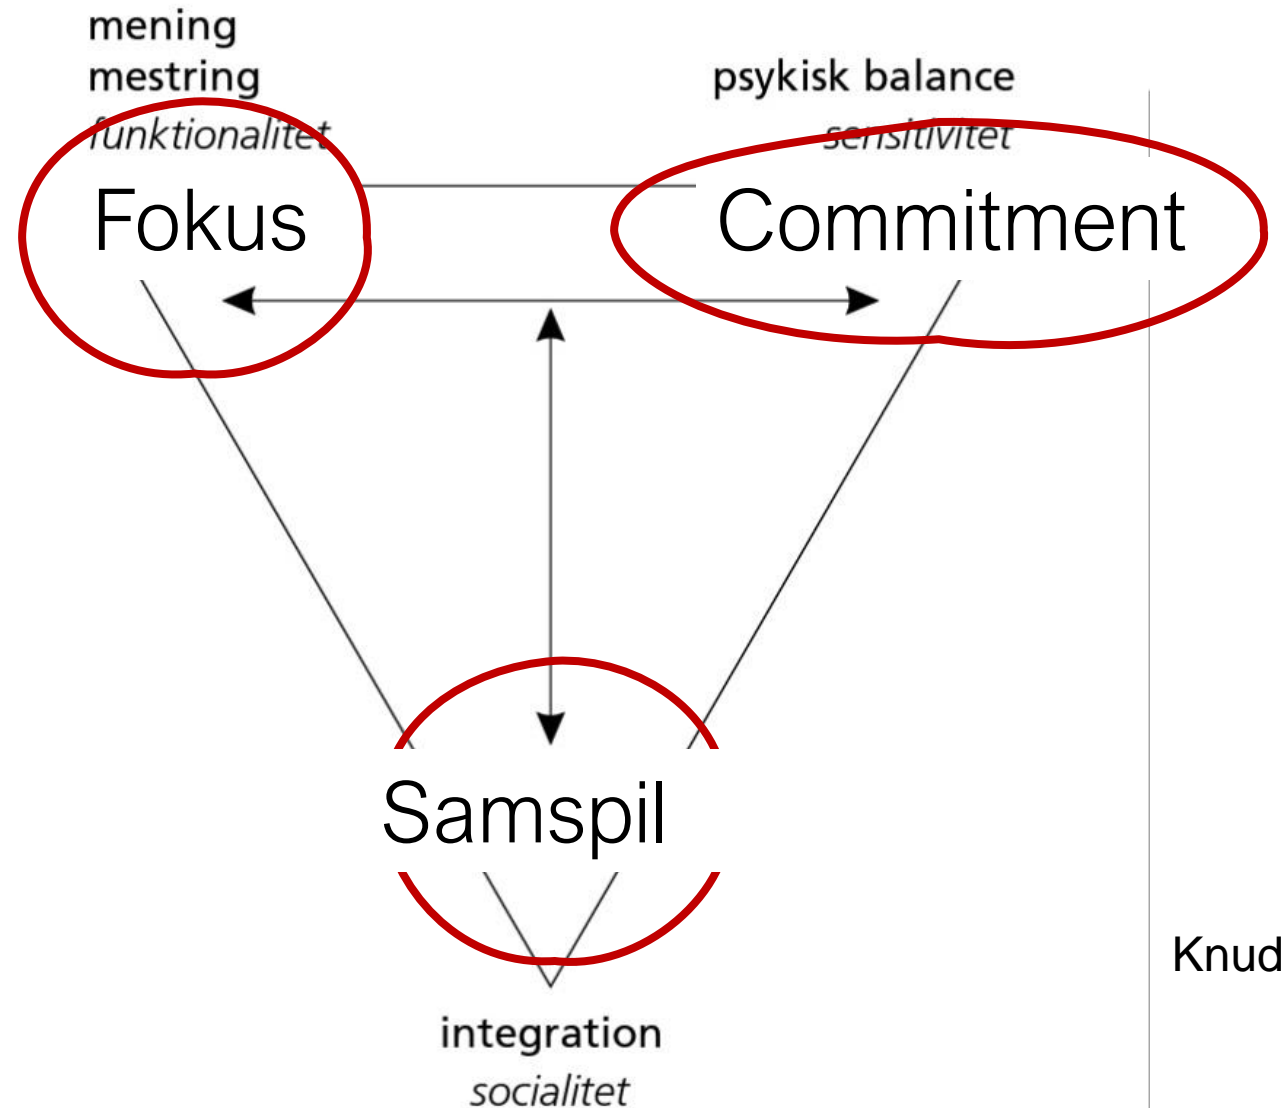 mening
mestring
funktionalitet
psykisk balance
sensitivitet
Fokus
Commitment
Samspil
Knud
integration
socialitet